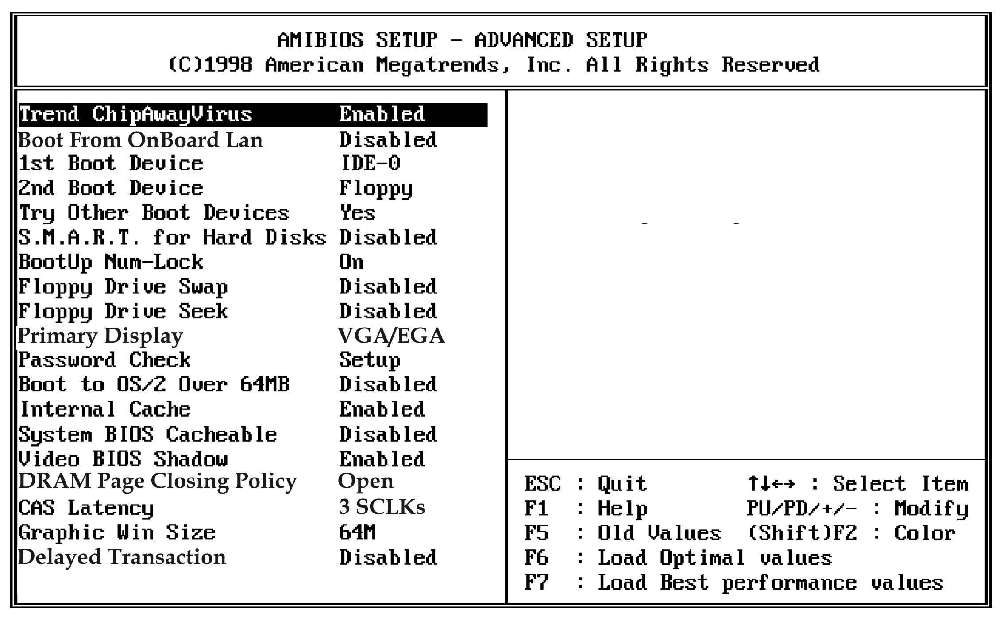 AMIBIOS SETUP - ADVANCED SETUP
(C)1998 American Megatrends, Inc. All Rights Reserved
Trend ChipAwayVirus Enabled
Boot From OnBoard Lan Disabled
1st Boot Device IDE-0
2nd Boot Device Floppy
Try Other Boot Devices Yes
S.M.A.R.T. for Hard Disks Disabled
BootUp Num-Lock On
Floppy Drive Swap Disabled
Floppy Drive Seek Disabled
Primary Display VGA/EGA
Password Check Setup
Boot to OS/2 Over 64MB Disabled
Internal Cache Enabled
System BIOS Cacheable Disabled
Video BIOS Shadow Enabled
DRAM Page Closing Policy Open
CAS Latency 3 SCLKs
Graphic Win Size 64M
Delayed Transaction Disabled
ESC : Quit ↑↓←→ : Select Item
F1 : Help PU/PD/+/- : Modify
F5 : Old Values (Shift)F2 : Color
F6 : Load Optimal values
F7 : Load Best performance values